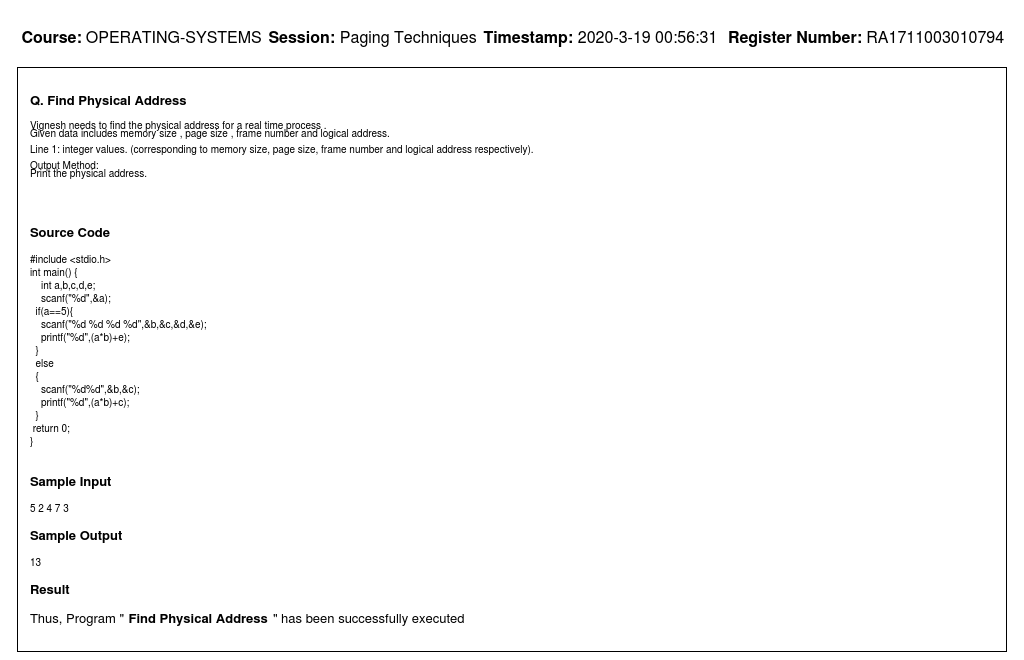 Course: OPERATING-SYSTEMS Session: Paging Techniques Timestamp: 2020-3-19 00:56:31 Register Number: RA1711003010794
Q. Find Physical Address
Vignesh needs to find the physical address for a real time process .
Given data includes memory size , page size , frame number and logical address.
Line 1: integer values. (corresponding to memory size, page size, frame number and logical address respectively).
Output Method:
Print the physical address.
Source Code
#include <stdio.h>
int main() {
int a,b,c,d,e;
scanf("%d",&a);
if(a==5){
scanf("%d %d %d %d",&b,&c,&d,&e);
printf("%d",(a*b)+e);
}
else
{
scanf("%d%d",&b,&c);
printf("%d",(a*b)+c);
}
return 0;
}
Sample Input
5 2 4 7 3
Sample Output
13
Result
Thus, Program " Find Physical Address " has been successfully executed